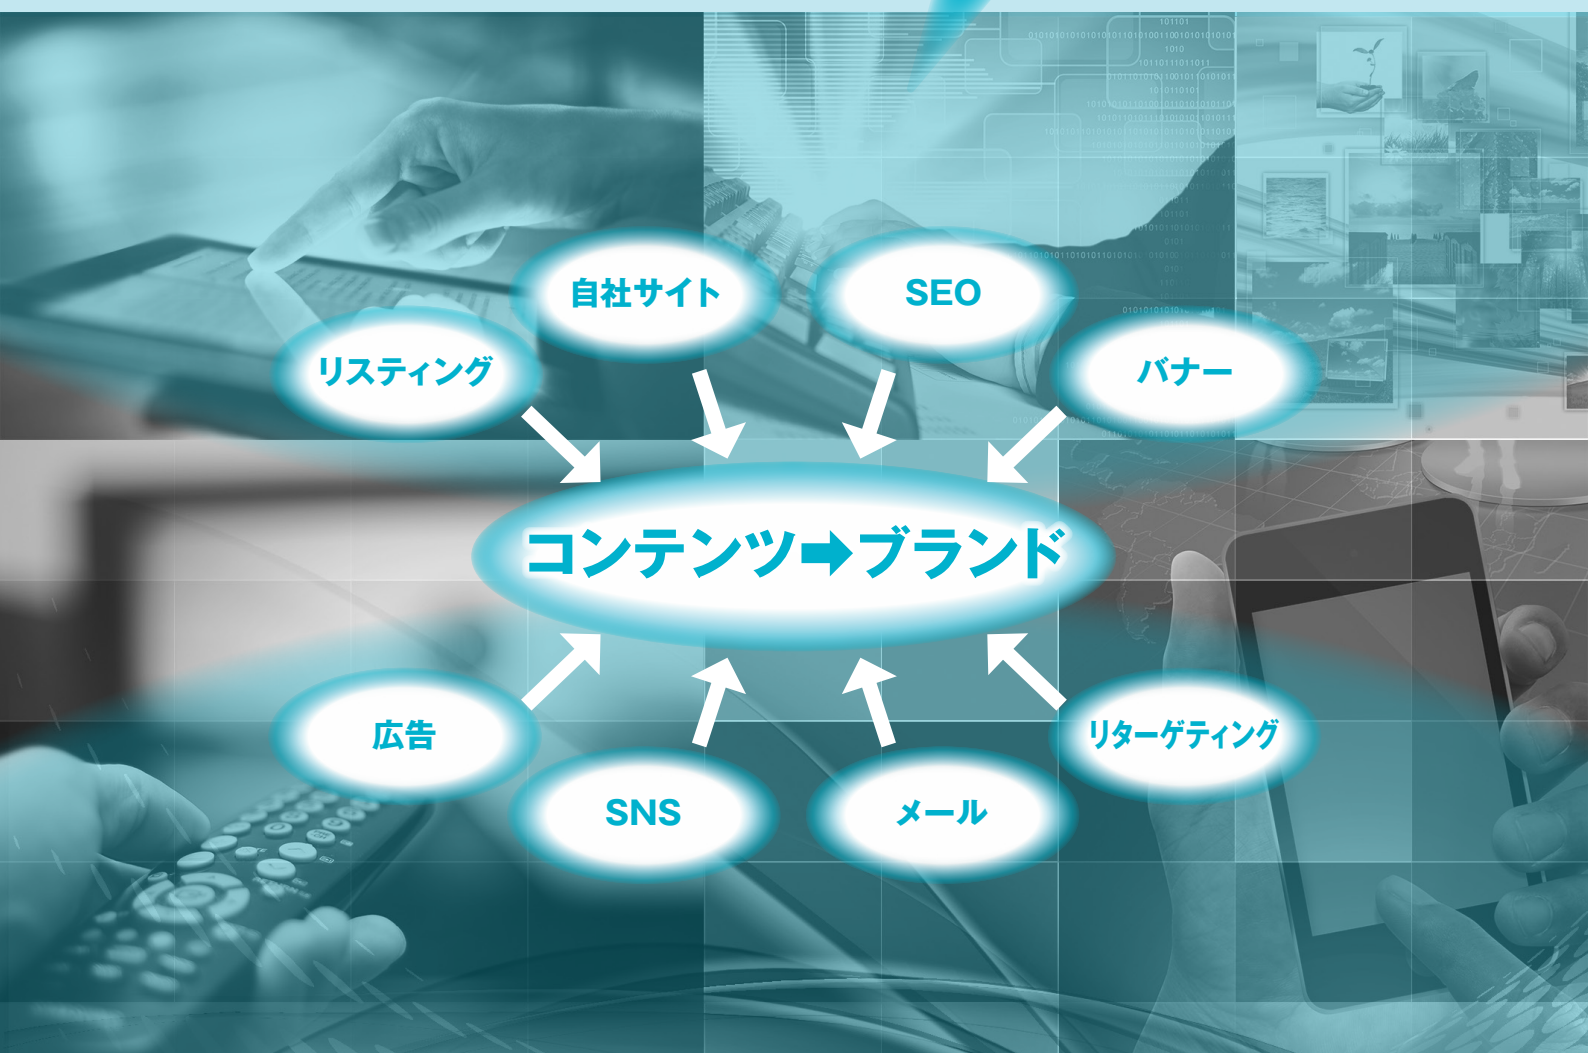 自社サイト
SEO
リスティング
バナー
コンテンツ➡ブランド
広告
リターゲティング
SNS
メール